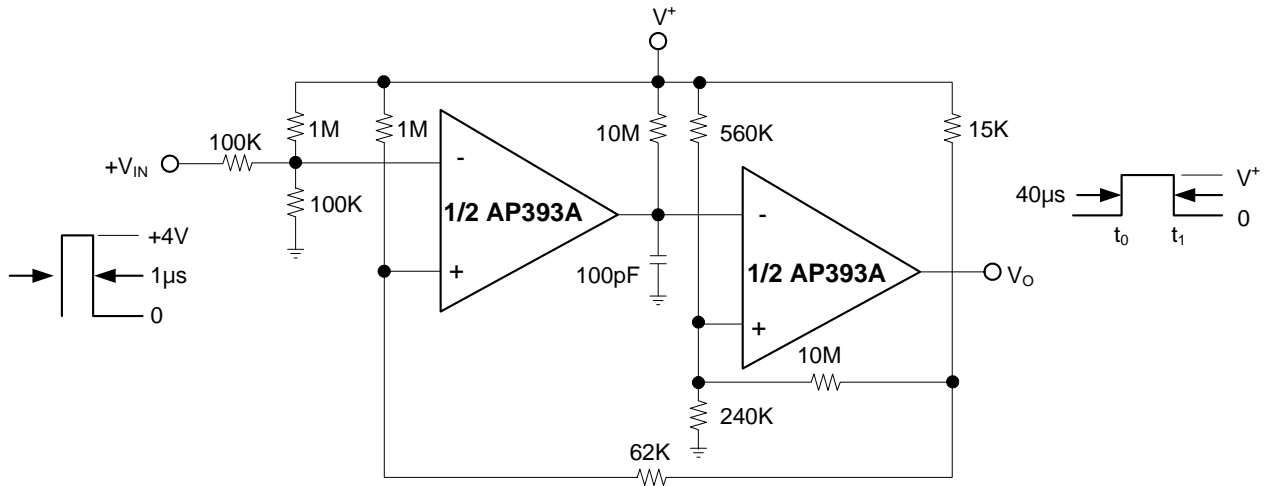 V+
1M
1M
10M
560K
15K
100K
+VIN
-
100K
1/2 AP393A
-
V+
40µs
0
t0
t1
+4V
1µs
0
+
100pF
1/2 AP393A
VO
+
10M
240K
62K